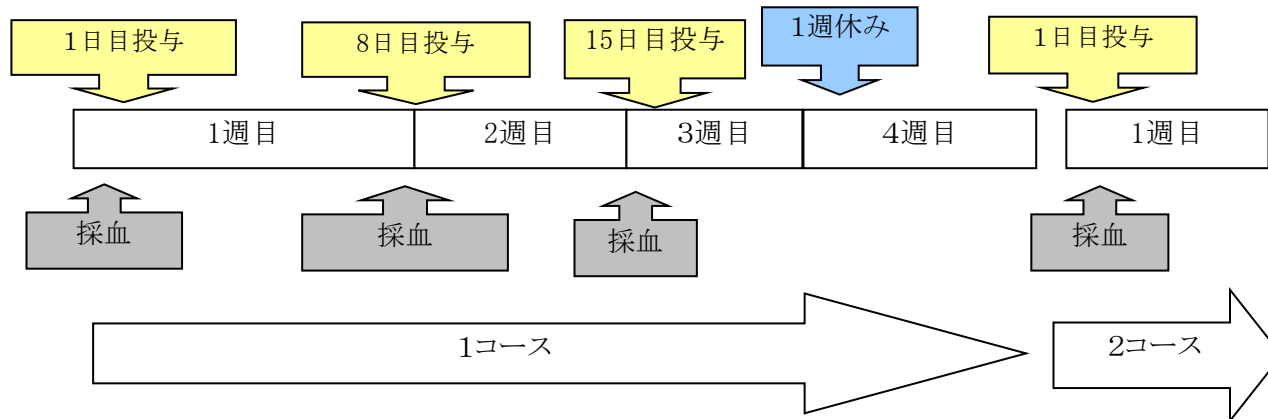 1日目投与
8日目投与
15日目投与
1週休み
1日目投与
1週目
2週目
3週目
4週目
1週目
採血
採血
採血
採血
1コース
2コース